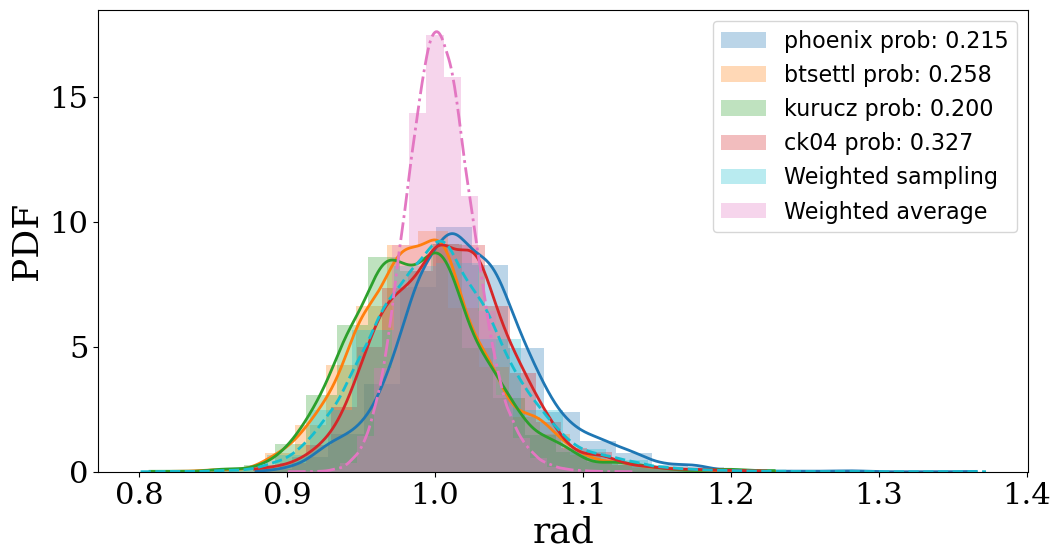 phoenix prob: 0.215
btsettl prob: 0.258
kurucz prob: 0.200
ck04 prob: 0.327
Weighted sampling
Weighted average
PDF
15
10
5
0
0.8 0.9 1.0 1.1 1.2 1.3 1.4
rad